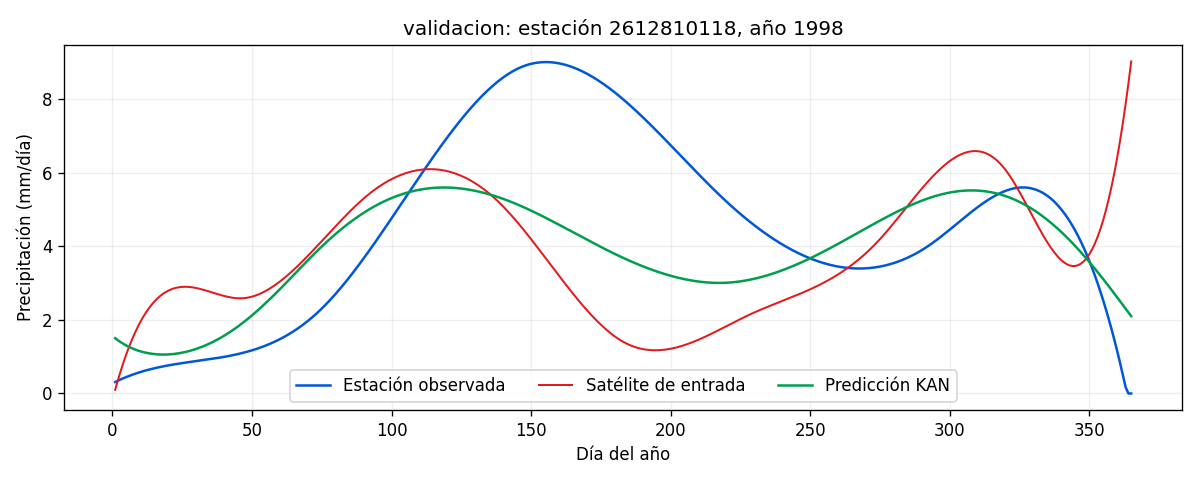 validacion: estación 2612810118, año 1998
Precipitación (mm/día)
8
6
4
2
0
Estación observada Satélite de entrada Predicción KAN
0 50 100 150 200 250 300 350
Día del año